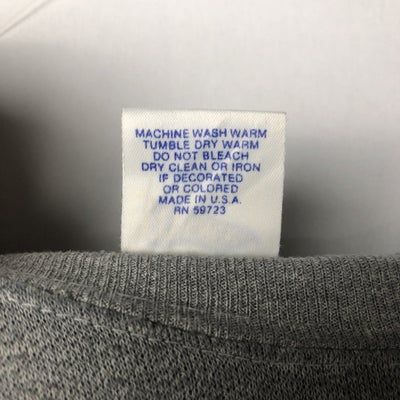 MACHINE WASH WARM
TUMBLE DRY WARM
DO NOT BLEACH
DRY CLEAN OR IRON
IF DECORATED
OR COLORED
MADE IN U.S.A.
RN 59723